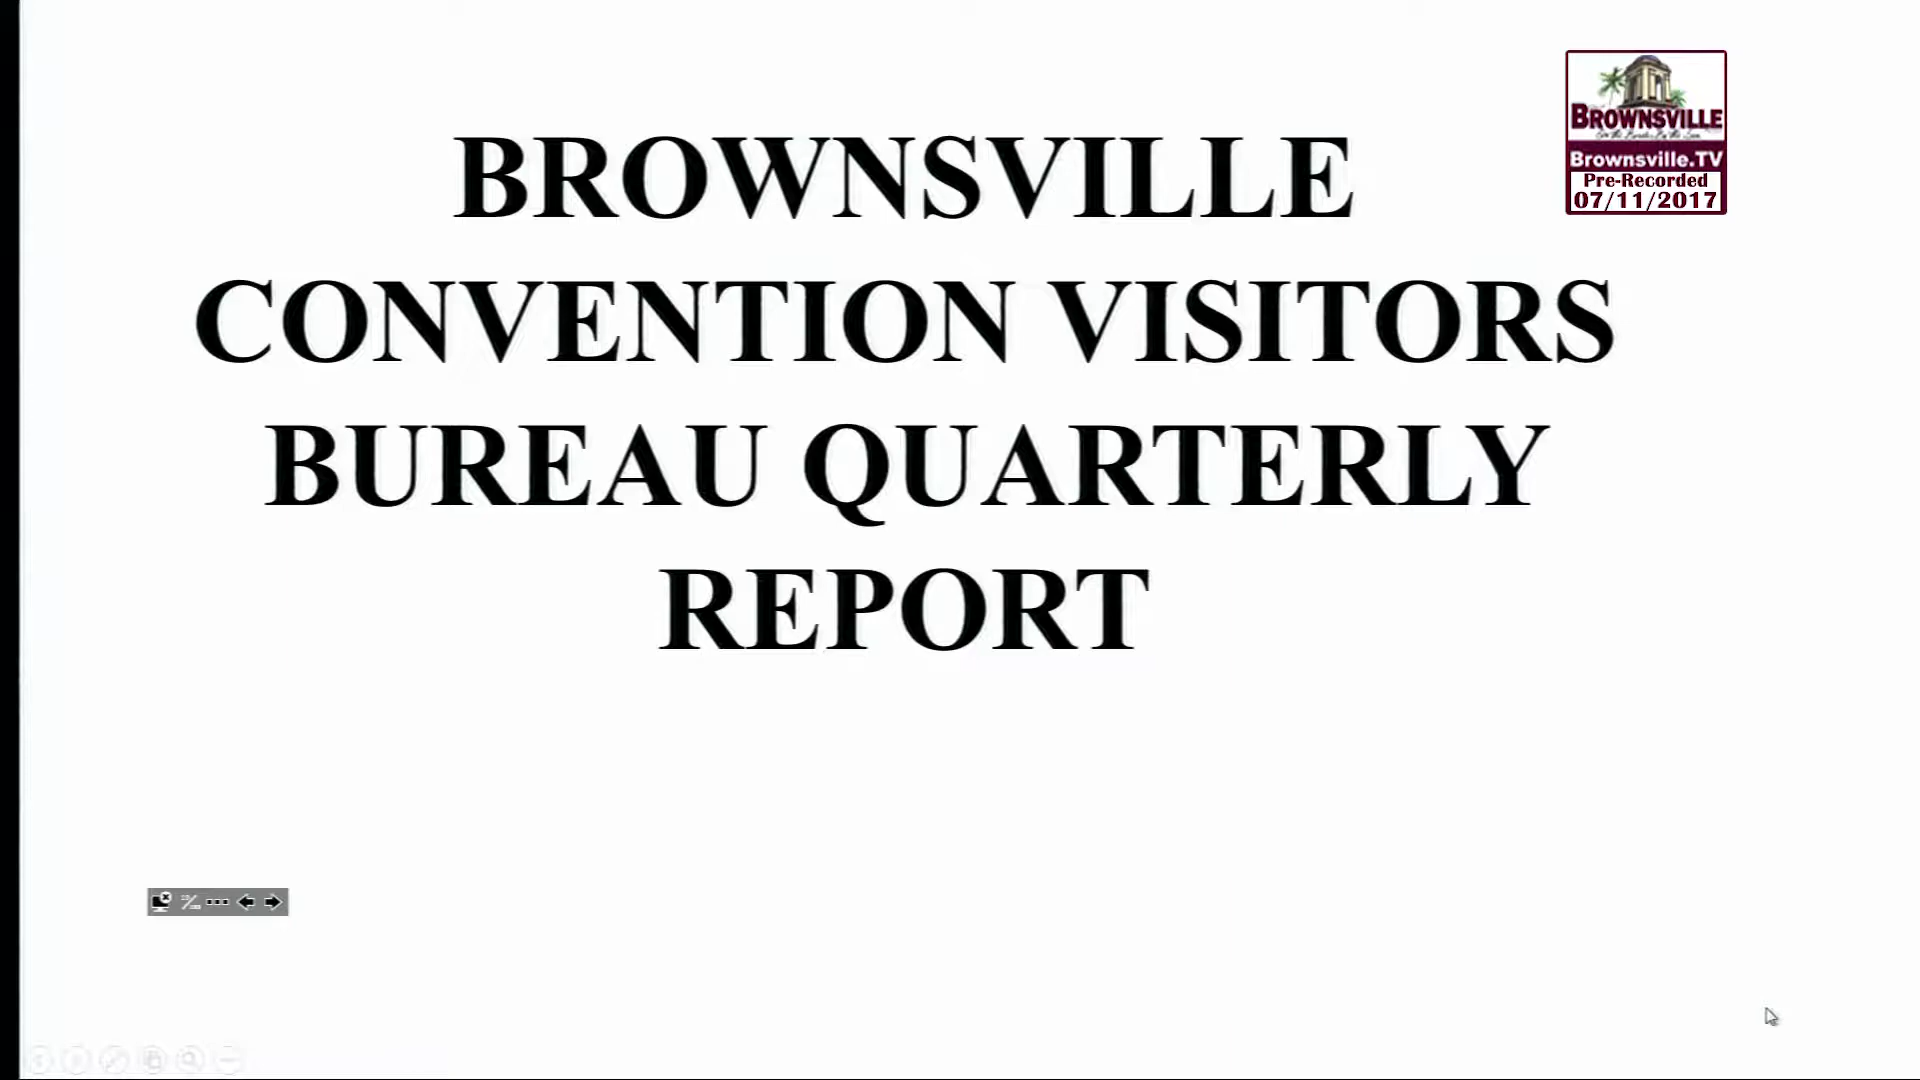 BROWNSVILLE
CONVENTION VISITORS
BUREAU QUARTERLY
REPORT
BROWNSVILLE
Brownsville.TV
Pre-Recorded
07/11/2017